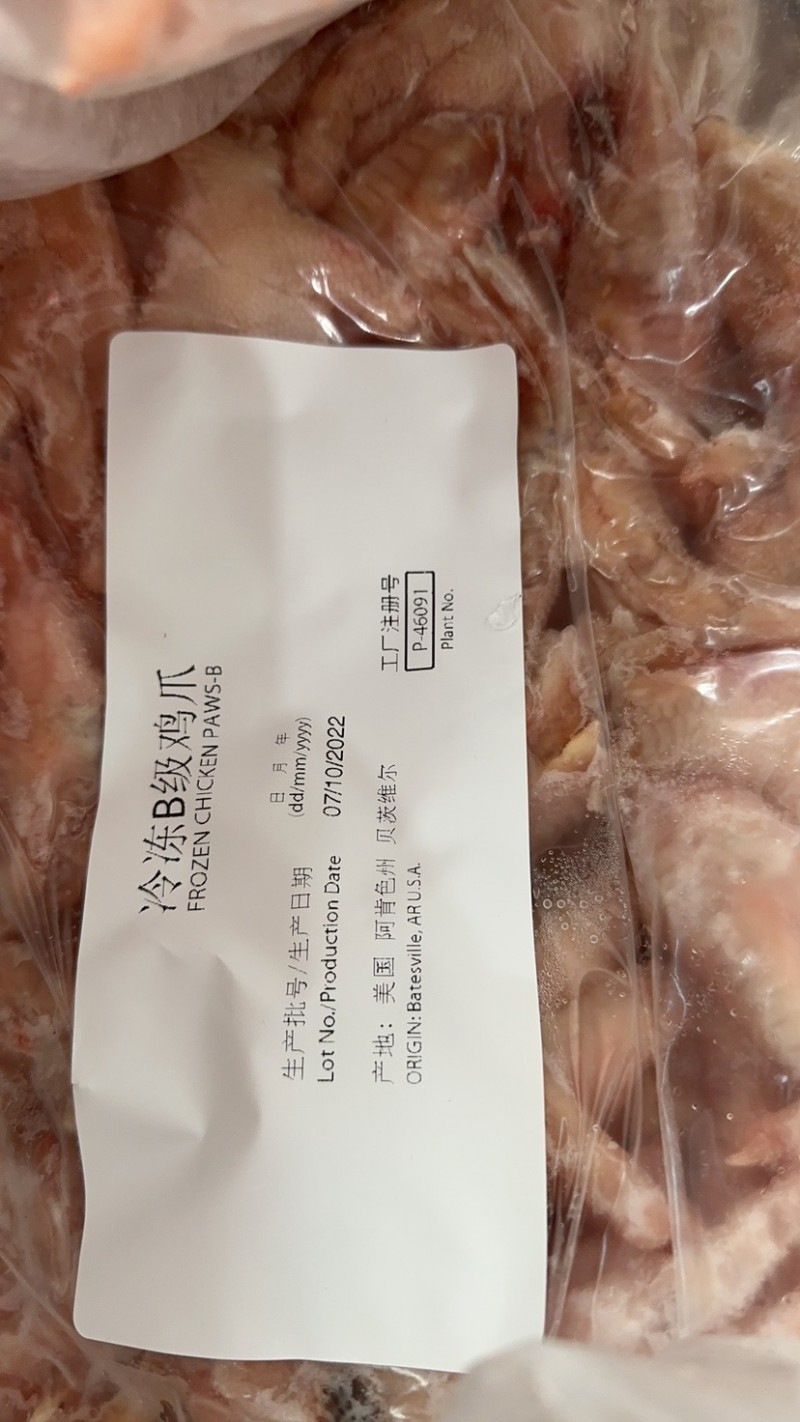 冷冻B级鸡爪
FROZEN CHICKEN PAWS-B
日 月 年
生产批号/生产日期 (dd/mm/yyyy)
Lot No./Production Date 07/10/2022
产地: 美国 阿肯色州 贝茨维尔
ORIGIN: Batesville, AR U.S.A.
工厂注册号
P-46091
Plant No.